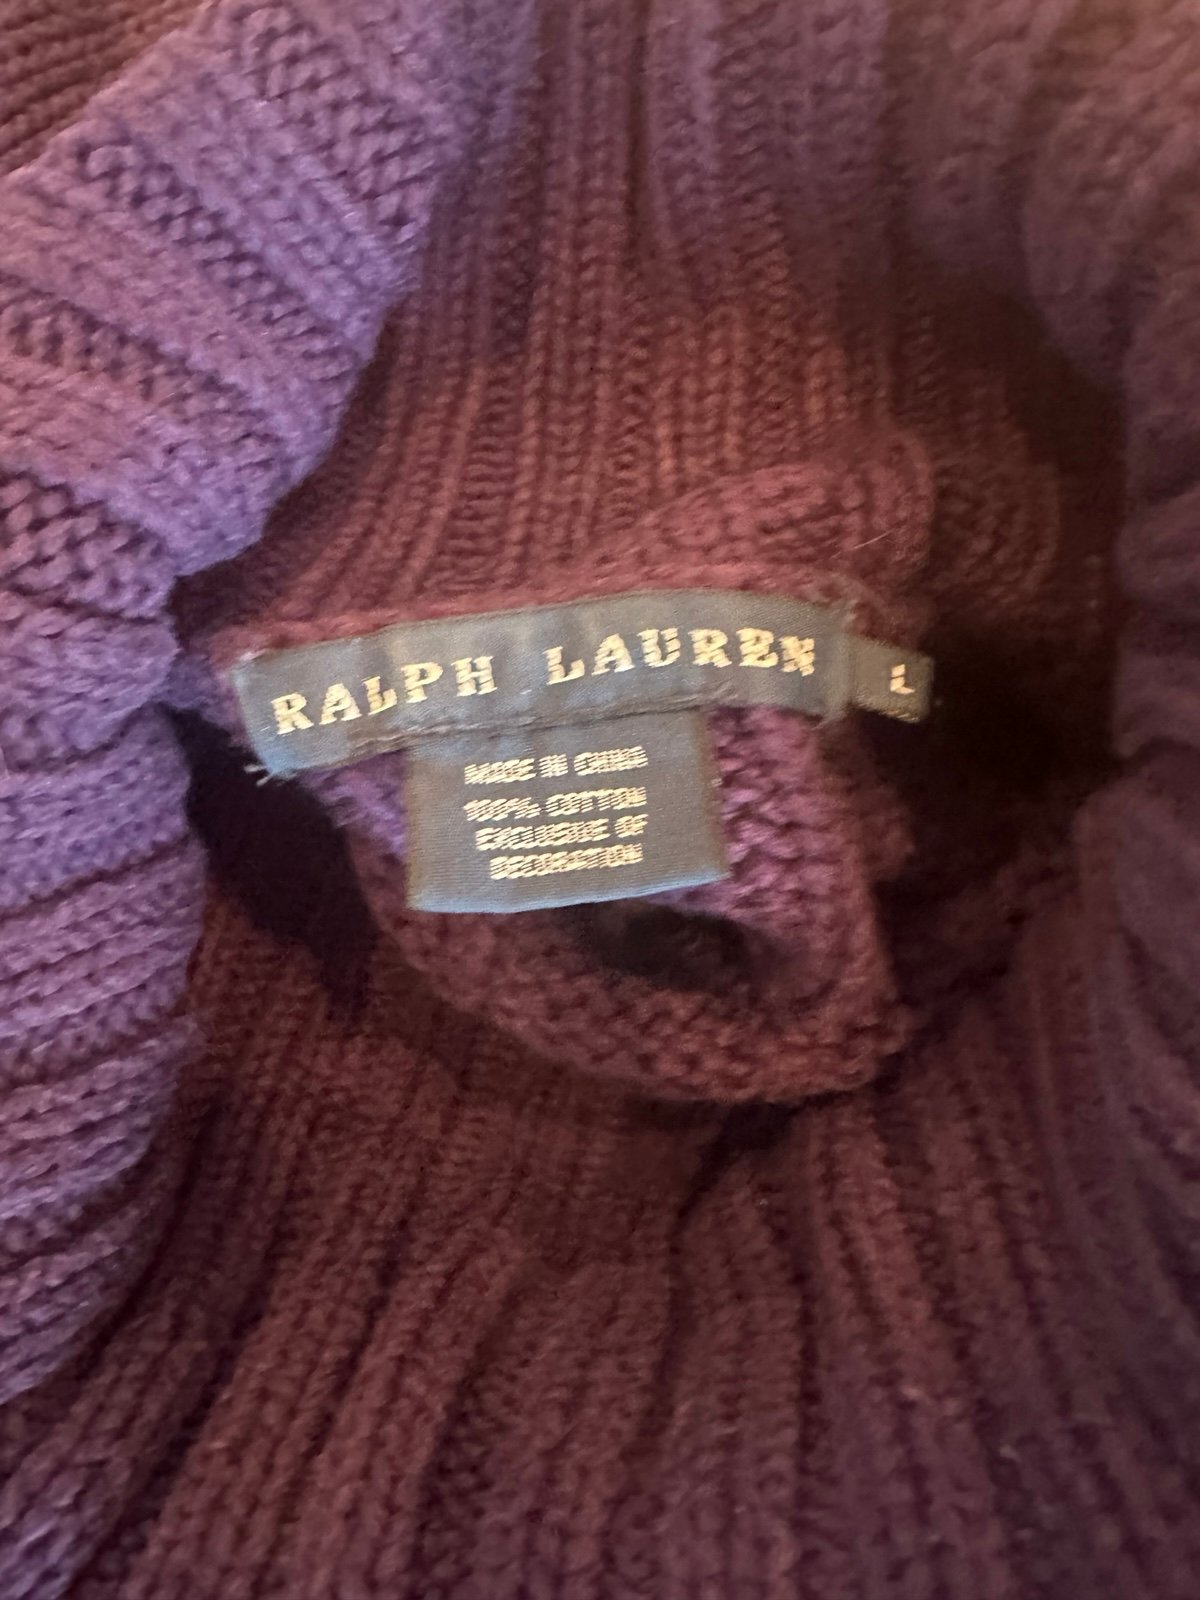 RALPH LAUREN
L
MADE IN CHINA
100% COTTON
EXCLUSIVE OF
DECORATION